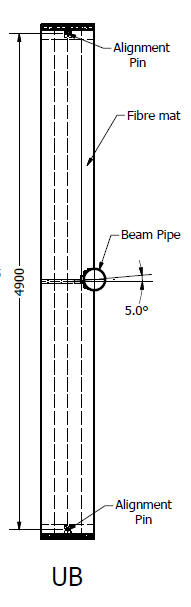 Alignment
Pin
Fibre mat
Beam Pipe
4900
5.0°
Alignment
Pin
UB